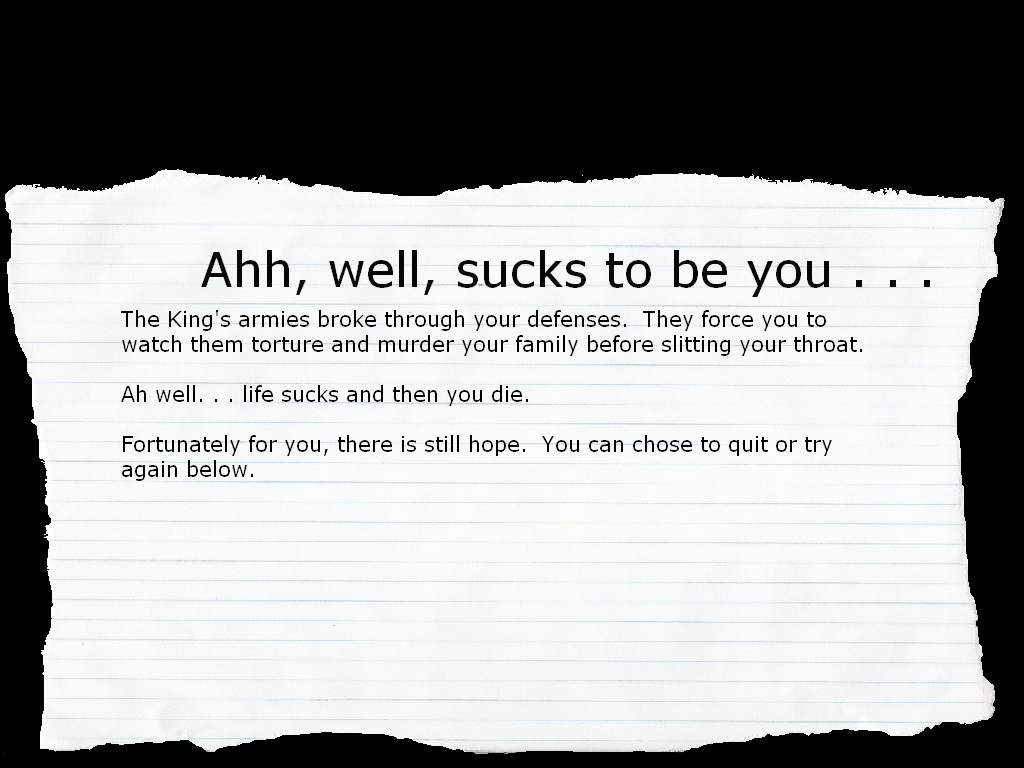 Ahh, well, sucks to be you . . .
The King's armies broke through your defenses.  They force you to
watch them torture and murder your family before slitting your throat.
Ah well. . . life sucks and then you die.
Fortunately for you, there is still hope.  You can chose to quit or try
again below.